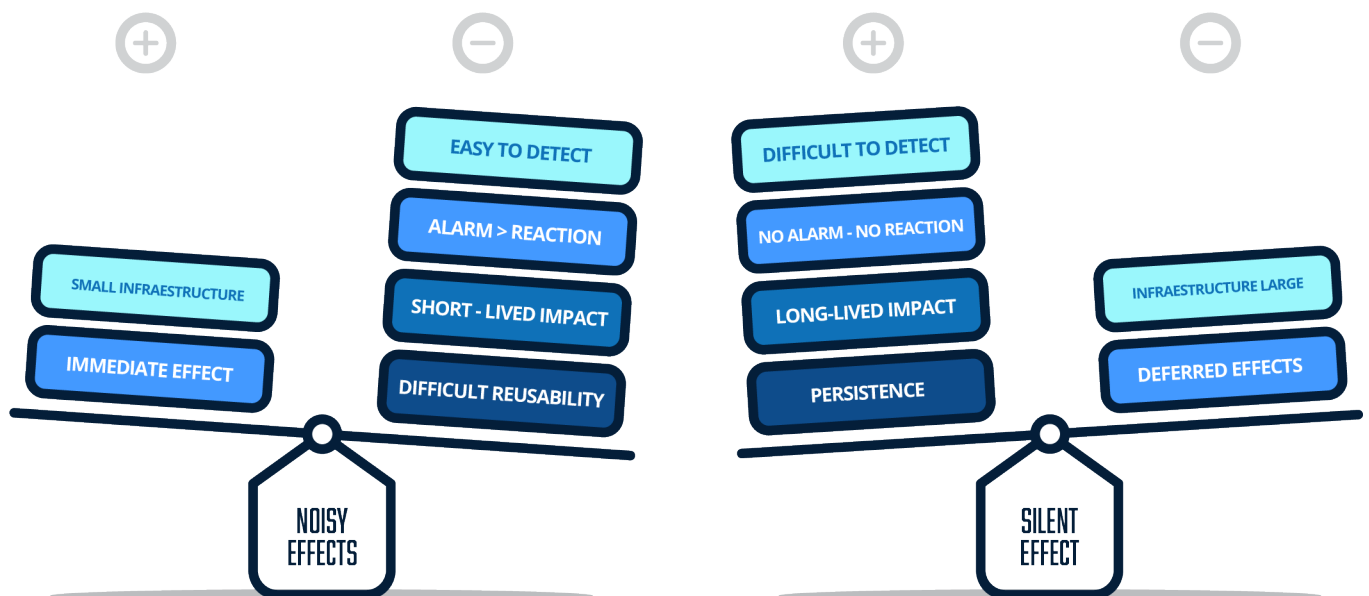 EASY TO DETECT
ALARM > REACTION
SMALL INFRAESTRUCTURE
SHORT - LIVED IMPACT
IMMEDIATE EFFECT
DIFFICULT REUSABILITY
NOISY
EFFECTS
DIFFICULT TO DETECT
NO ALARM - NO REACTION
INFRAESTRUCTURE LARGE
LONG-LIVED IMPACT
DEFERRED EFFECTS
PERSISTENCE
SILENT
EFFECT